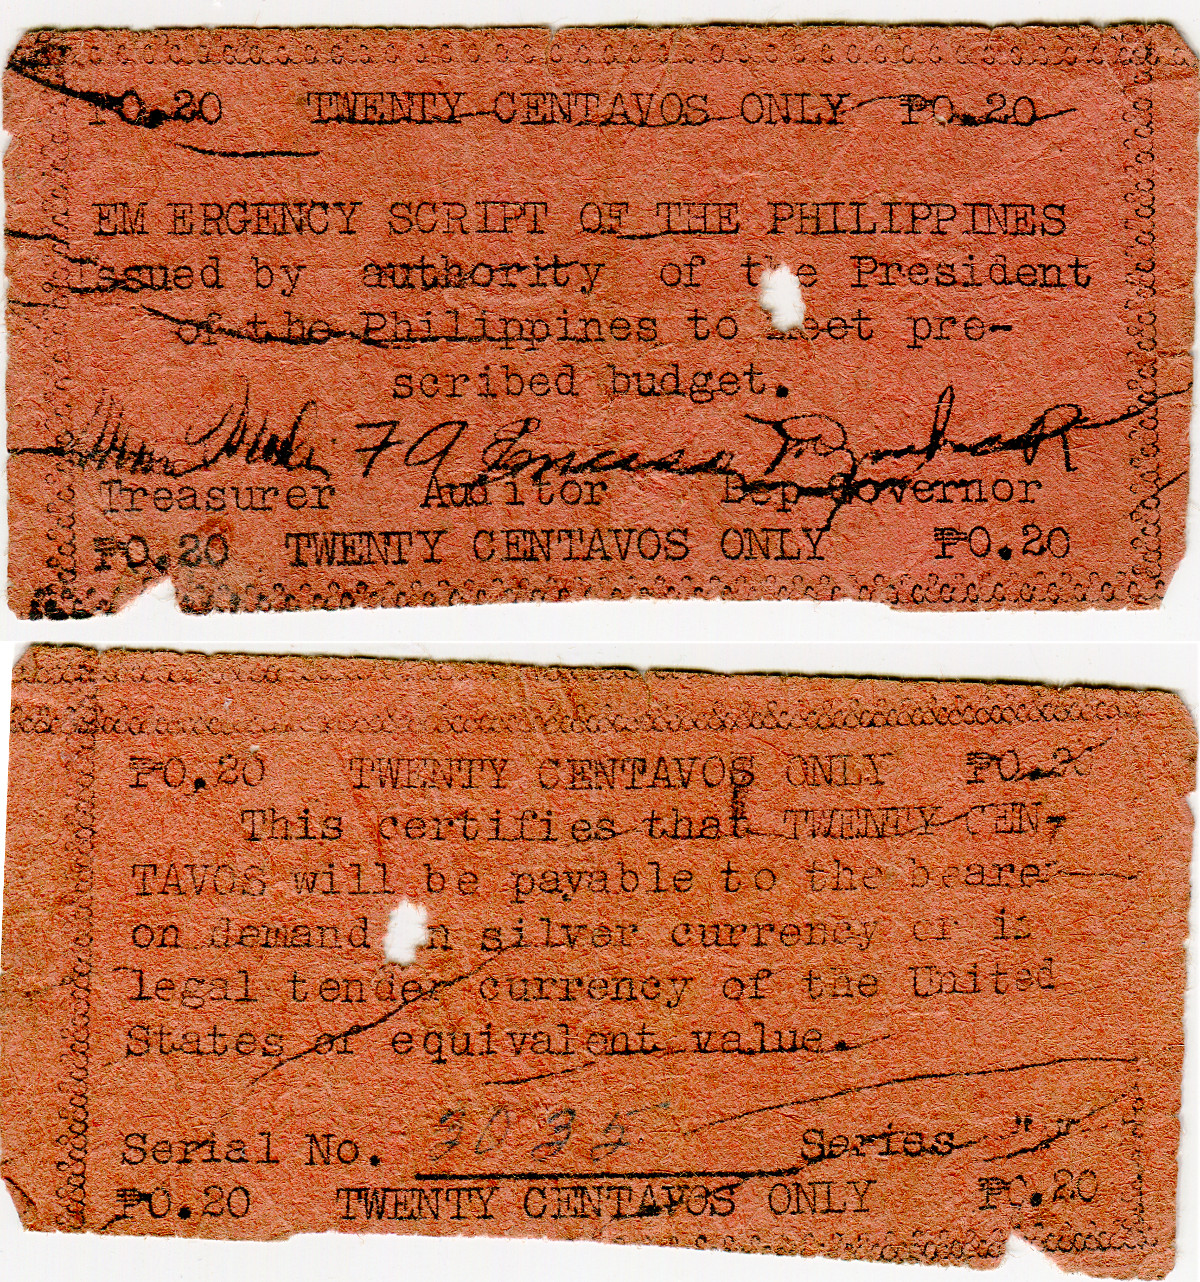 ₱0.20 TWENTY CENTAVOS ONLY ₱0.20
EM ERGENCY SCRIPT OF THE PHILIPPINES
Issued by authority of the President
of the Philippines to meet pre-
scribed budget.
Treasurer Auditor Dep Governor
₱0.20 TWENTY CENTAVOS ONLY ₱0.20
₱0.20 TWENTY CENTAVOS ONLY ₱0.20
This certifies that TWENTY CEN-
TAVOS will be payable to the bearer
on demand in silver currency or in
legal tender currency of the United
States of equivalent value.
Serial No. 3035 Series
₱0.20 TWENTY CENTAVOS ONLY ₱0.20